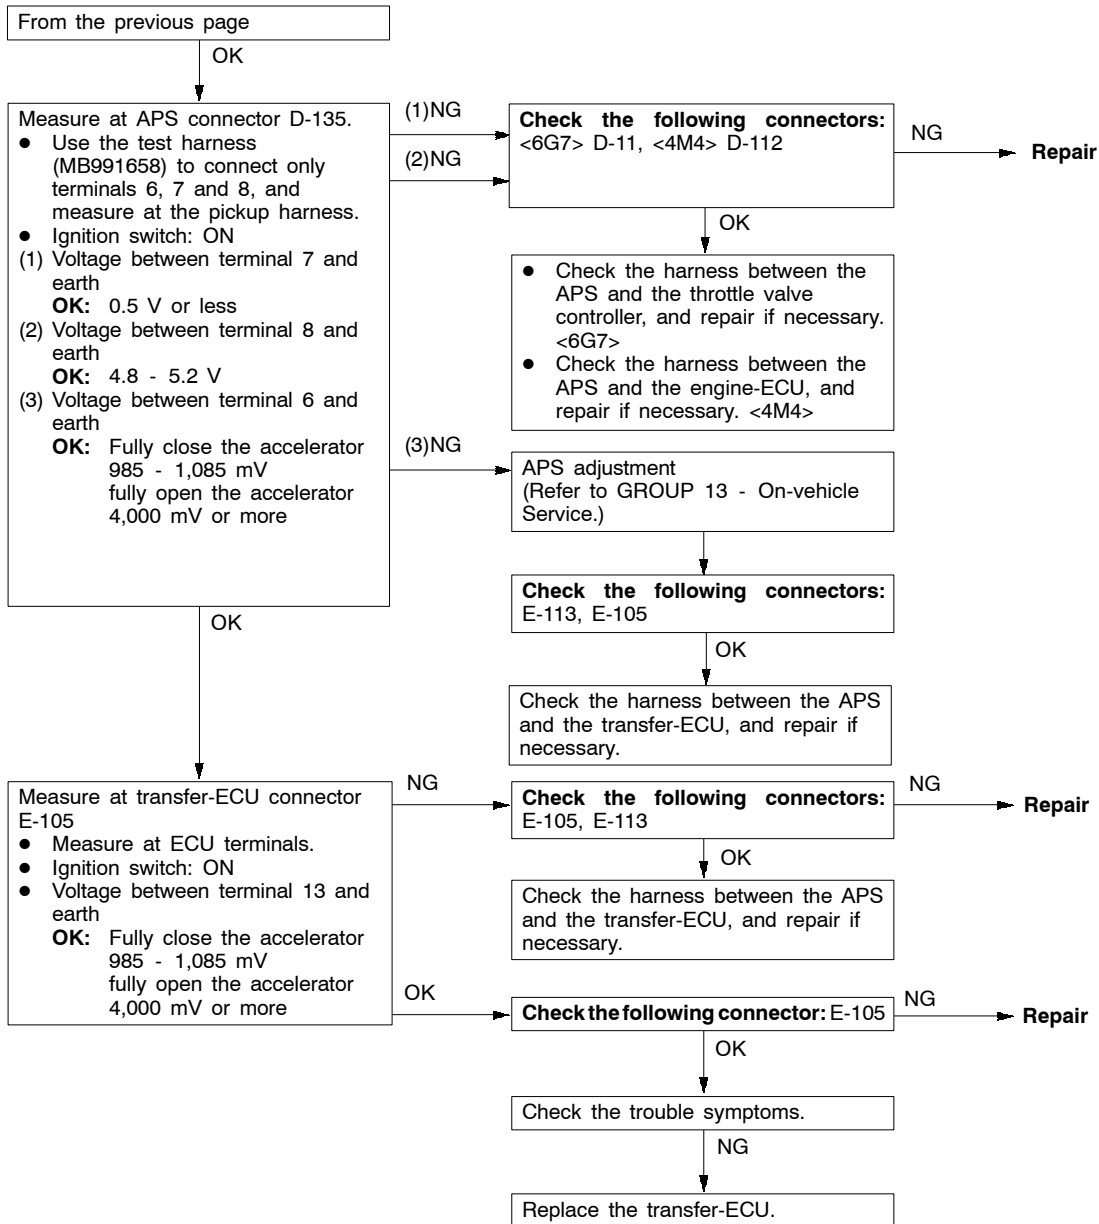 From the previous page
OK
Measure at APS connector D-135.
● Use the test harness
(MB991658) to connect only
terminals 6, 7 and 8, and
measure at the pickup harness.
● Ignition switch: ON
(1) Voltage between terminal 7 and
earth
OK: 0.5 V or less
(2) Voltage between terminal 8 and
earth
OK: 4.8 - 5.2 V
(3) Voltage between terminal 6 and
earth
OK: Fully close the accelerator
985 - 1,085 mV
fully open the accelerator
4,000 mV or more
(1)NG
(2)NG
Check the following connectors:
<6G7> D-11, <4M4> D-112
NG
Repair
OK
● Check the harness between the
APS and the throttle valve
controller, and repair if necessary.
<6G7>
● Check the harness between the
APS and the engine-ECU, and
repair if necessary. <4M4>
(3)NG
APS adjustment
(Refer to GROUP 13 - On-vehicle
Service.)
Check the following connectors:
E-113, E-105
OK
Check the harness between the APS
and the transfer-ECU, and repair if
necessary.
OK
Measure at transfer-ECU connector
E-105
● Measure at ECU terminals.
● Ignition switch: ON
● Voltage between terminal 13 and
earth
OK: Fully close the accelerator
985 - 1,085 mV
fully open the accelerator
4,000 mV or more
NG
Check the following connectors:
E-105, E-113
NG
Repair
OK
Check the harness between the APS
and the transfer-ECU, and repair if
necessary.
OK
Check the following connector: E-105
NG
Repair
OK
Check the trouble symptoms.
NG
Replace the transfer-ECU.